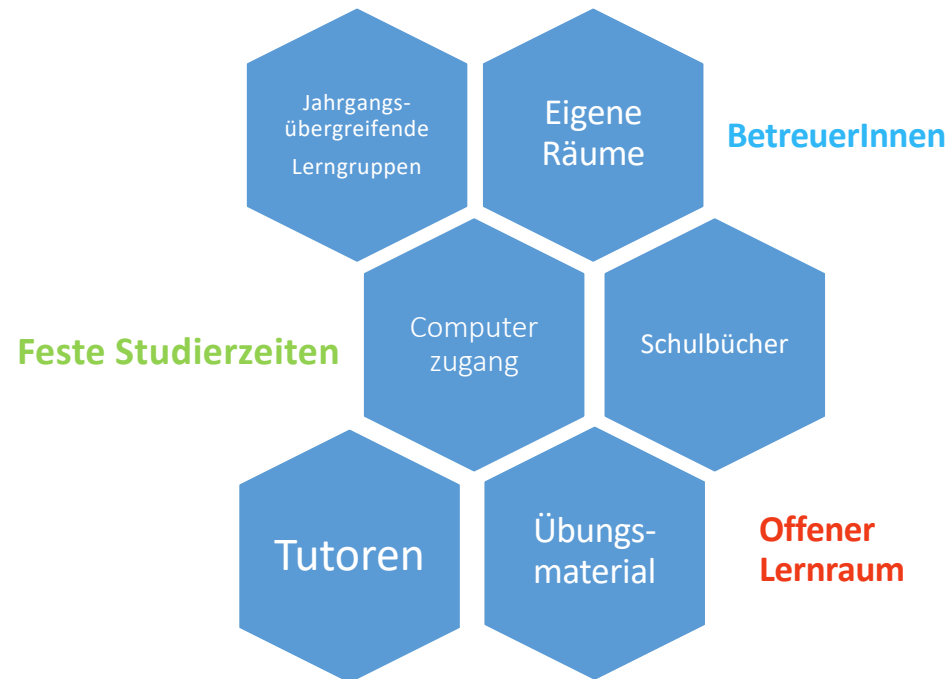 Jahrgangs-
übergreifende
Lerngruppen
Eigene
Räume
BetreuerInnen
Feste Studierzeiten
Computer
zugang
Schulbücher
Tutoren
Übungs-
material
Offener
Lernraum